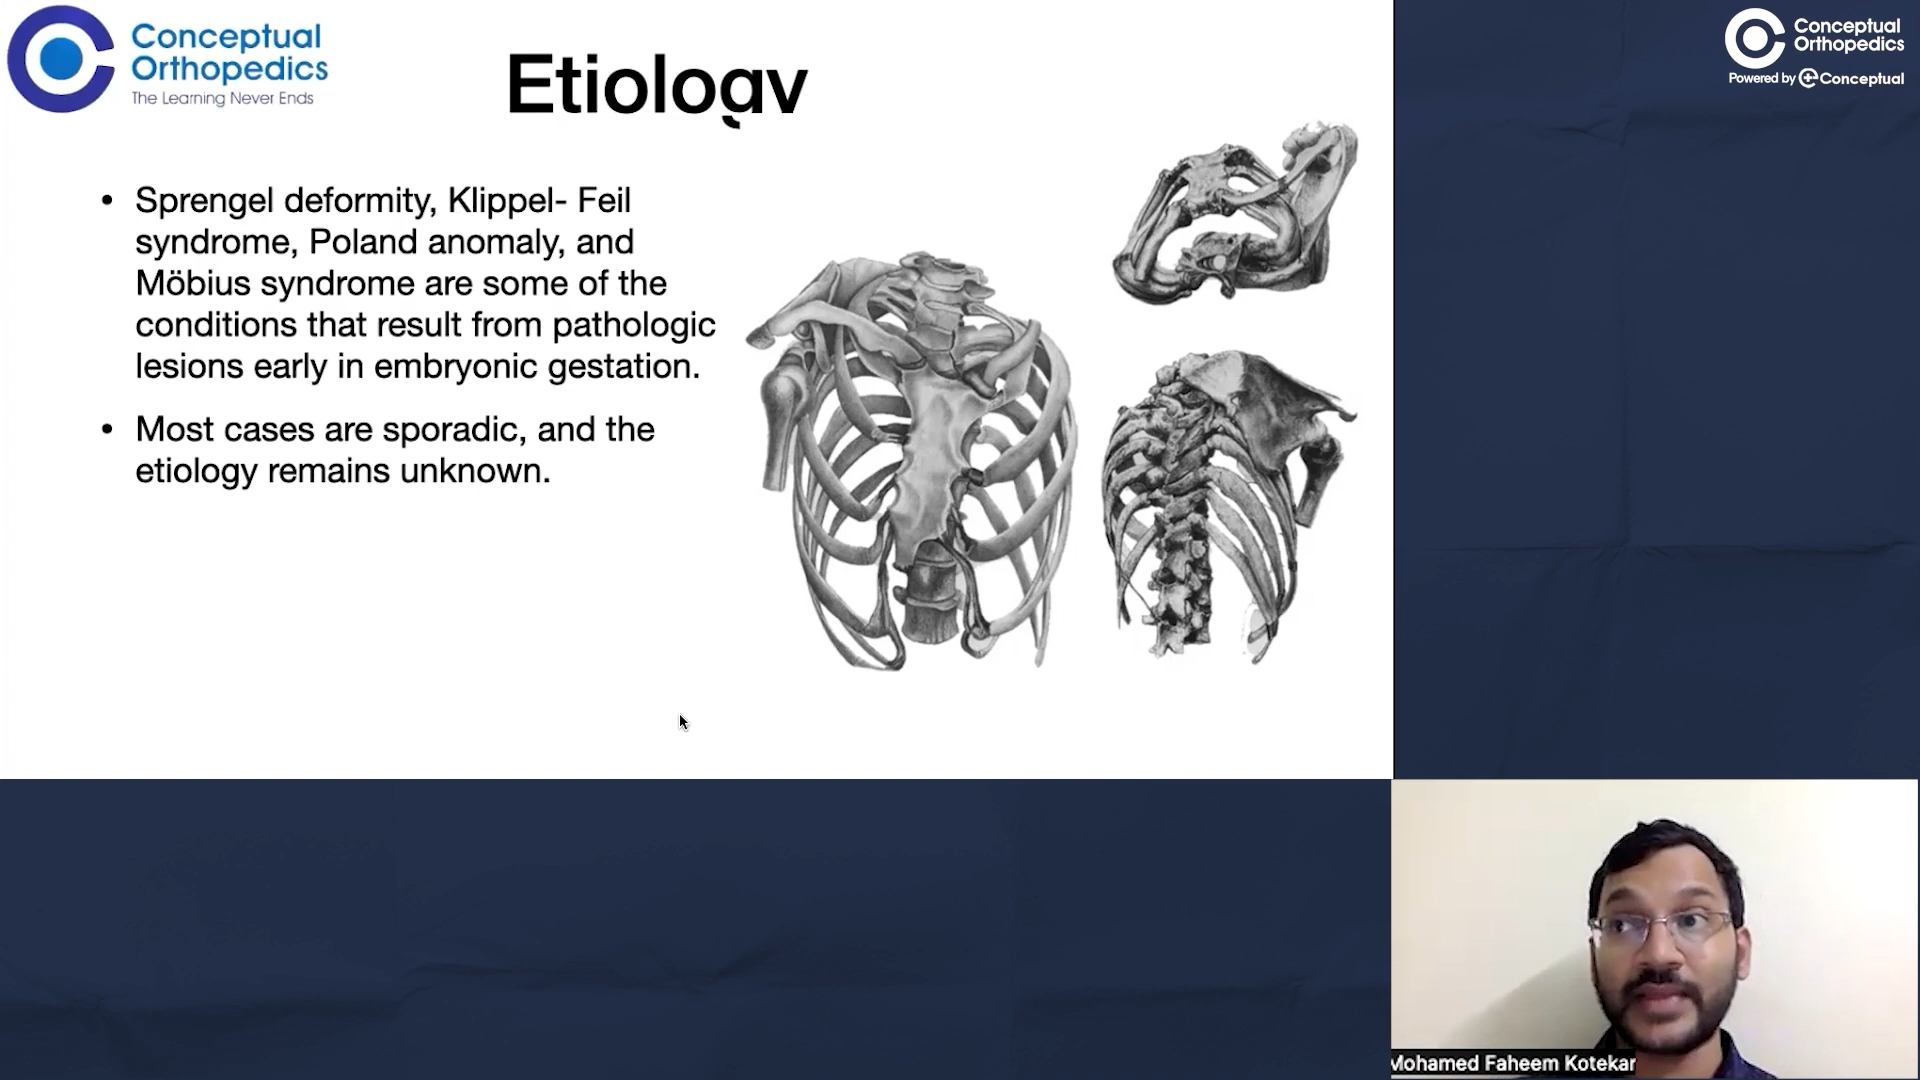 Conceptual
Orthopedics
The Learning Never Ends
Etiology
• Sprengel deformity, Klippel- Feil
syndrome, Poland anomaly, and
Möbius syndrome are some of the
conditions that result from pathologic
lesions early in embryonic gestation.
• Most cases are sporadic, and the
etiology remains unknown.
Conceptual
Orthopedics
Powered by Conceptual
Mohamed Faheem Kotekar